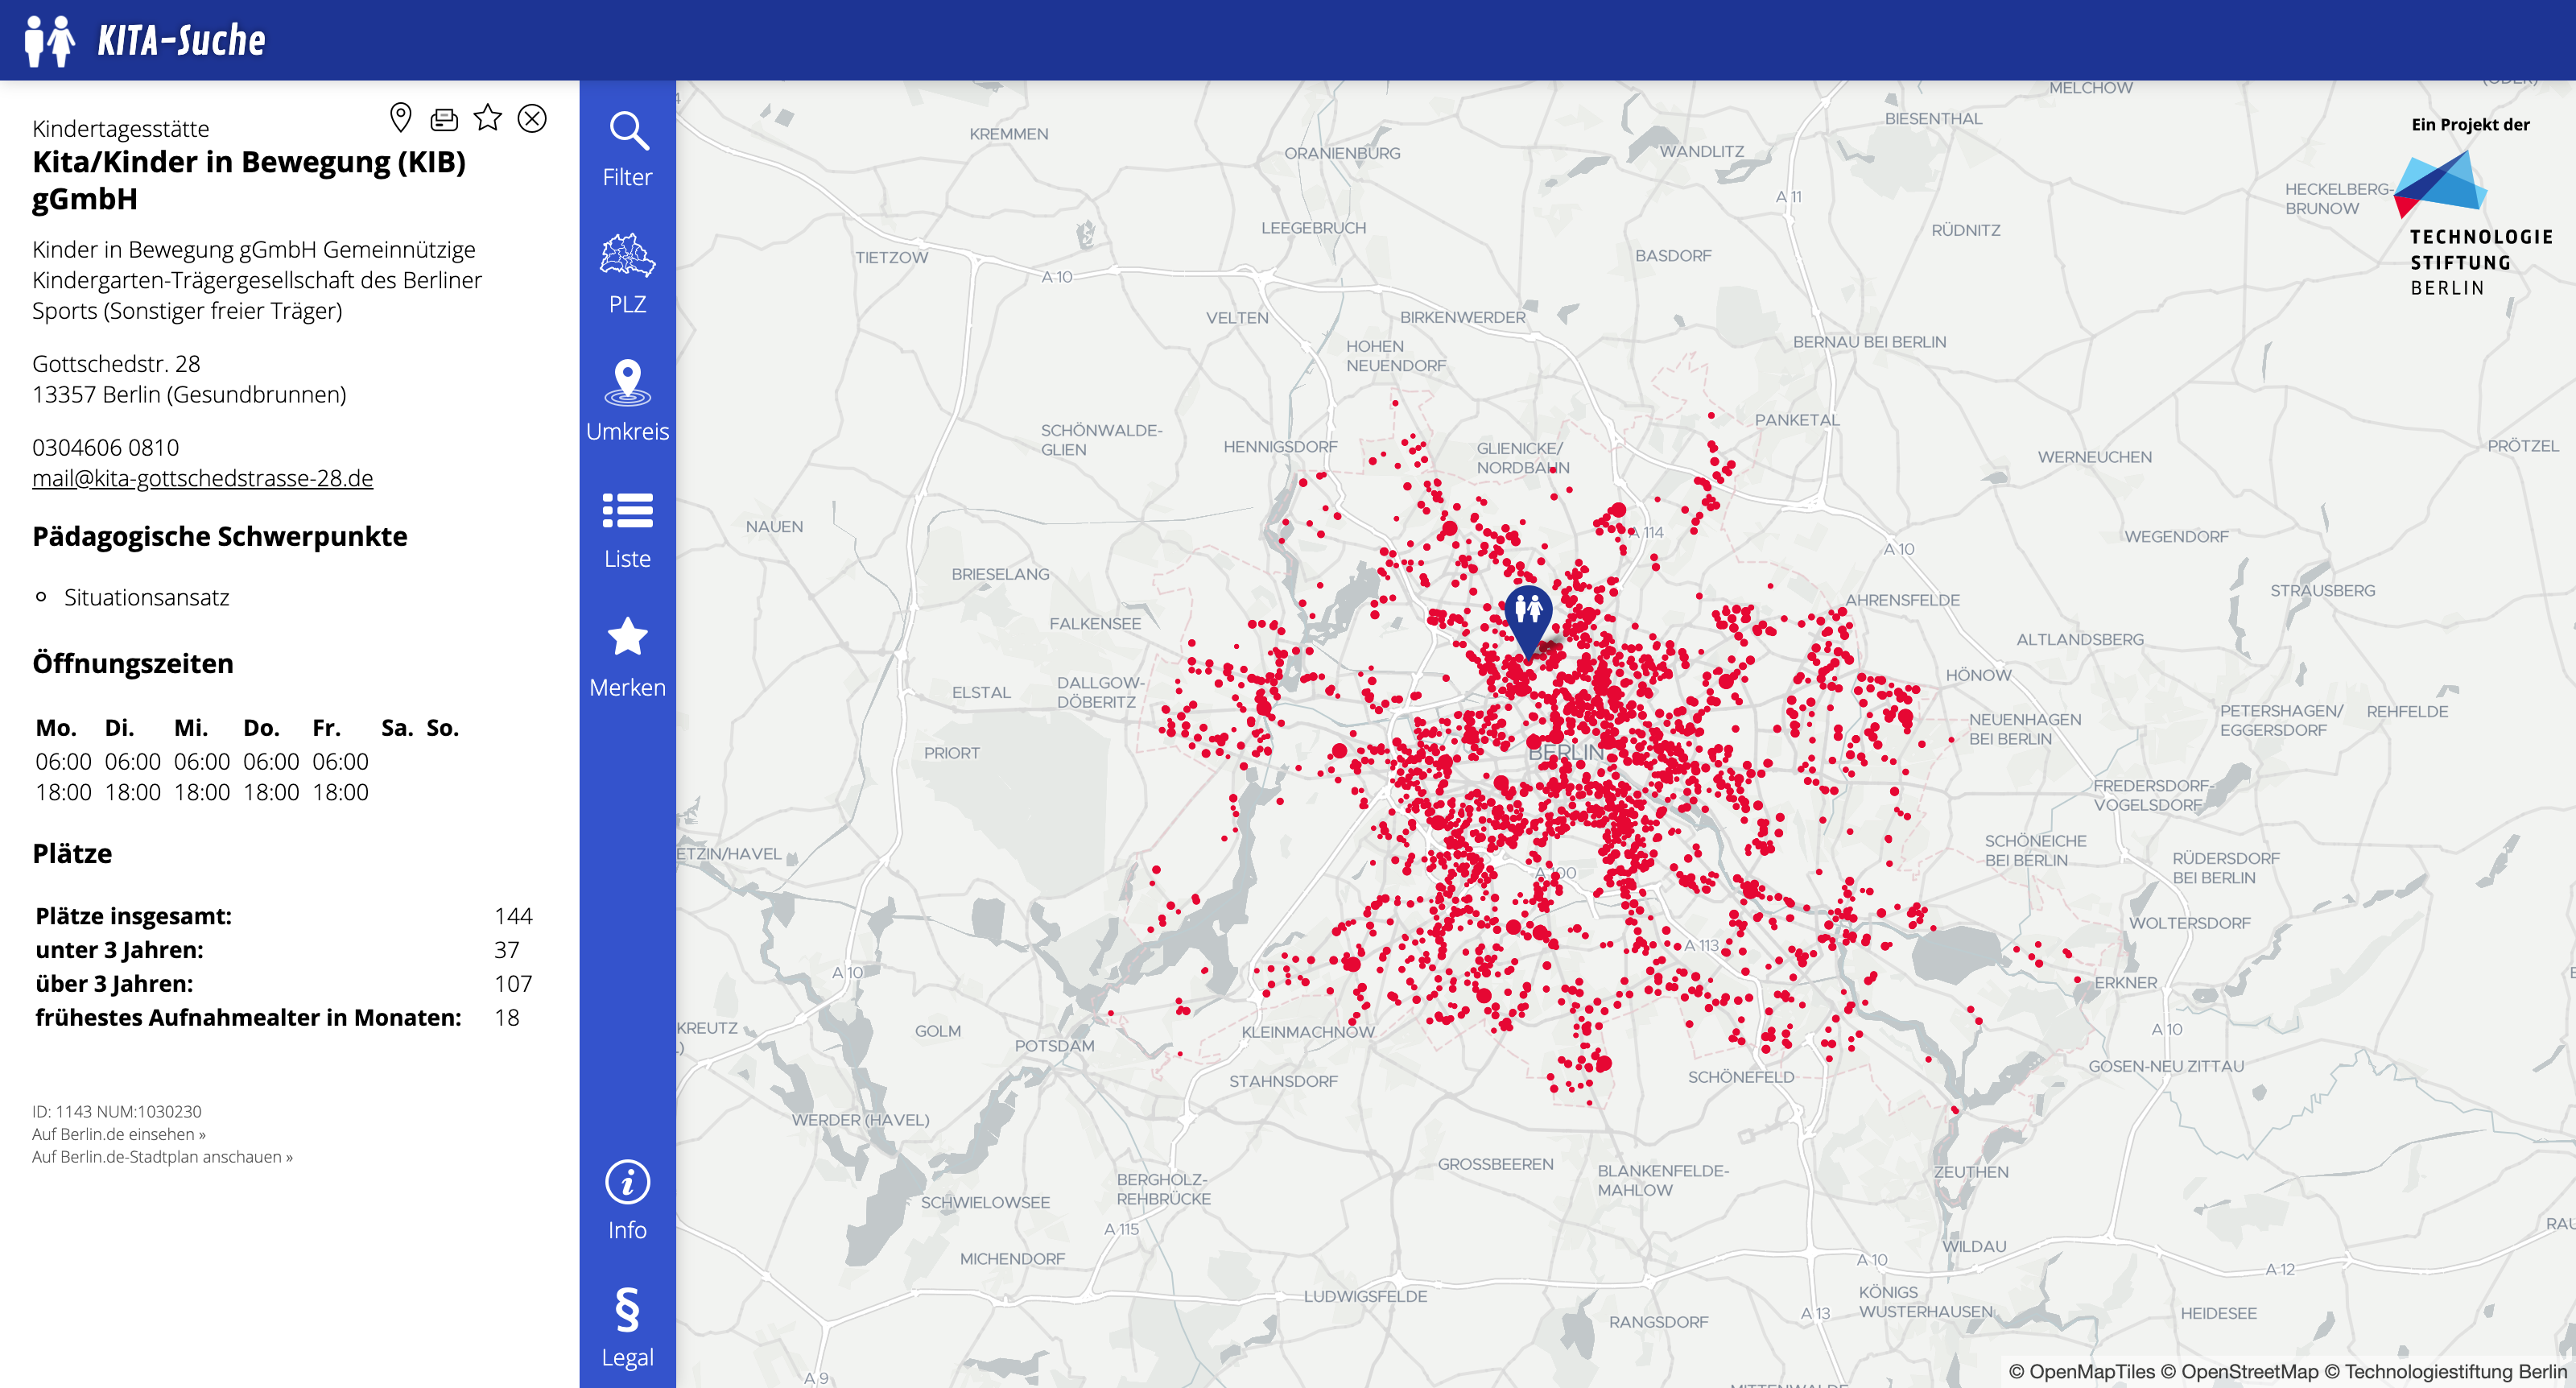 KITA-Suche
Kindertagesstätte
Kita/Kinder in Bewegung (KIB)
gGmbH
Kinder in Bewegung gGmbH Gemeinnützige
Kindergarten-Trägergesellschaft des Berliner
Sports (Sonstiger freier Träger)
Gottschedstr. 28
13357 Berlin (Gesundbrunnen)
0304606 0810
mail@kita-gottschedstrasse-28.de
Pädagogische Schwerpunkte
Situationsansatz
Öffnungszeiten
Mo. Di. Mi. Do. Fr. Sa. So.
06:00 06:00 06:00 06:00 06:00
18:00 18:00 18:00 18:00 18:00
Plätze
Plätze insgesamt: 144
unter 3 Jahren: 37
über 3 Jahren: 107
frühestes Aufnahmealter in Monaten: 18
ID: 1143 NUM:1030230
Auf Berlin.de einsehen »
Auf Berlin.de-Stadtplan anschauen »
Filter
PLZ
Umkreis
Liste
Merken
Info
§
Legal
Ein Projekt der
TECHNOLOGIE
STIFTUNG
BERLIN
MELCHOW
BIESENTHAL
KREMMEN
ORANIENBURG
WANDLITZ
A 11
HECKELBERG-
BRUNOW
LEEGEBRUCH
RÜDNITZ
TIETZOW
BASDORF
A 10
VELTEN
BIRKENWERDER
BERNAU BEI BERLIN
HOHEN
NEUENDORF
PANKETAL
SCHÖNWALDE-
GLIEN
HENNIGSDORF
GLIENICKE/
NORDBAHN
PRÖTZEL
WERNEUCHEN
NAUEN
A 114
WEGENDORF
A 10
BRIESELANG
STRAUSBERG
AHRENSFELDE
FALKENSEE
ALTLANDSBERG
HÖNOW
ELSTAL
DALLGOW-
DÖBERITZ
NEUENHAGEN
BEI BERLIN
PETERSHAGEN/
EGGERSDORF
REHFELDE
PRIORT
BERLIN
FREDERSDORF-
VOGELSDORF
ETZIN/HAVEL
SCHÖNEICHE
BEI BERLIN
RÜDERSDORF
BEI BERLIN
A 100
WOLTERSDORF
A 113
A 10
ERKNER
KREUTZ
GOLM
POTSDAM
KLEINMACHNOW
A 10
GOSEN-NEU ZITTAU
STAHNSDORF
SCHÖNEFELD
WERDER (HAVEL)
GROSSBEEREN
BLANKENFELDE-
MAHLOW
ZEUTHEN
BERGHOLZ-
REHBRÜCKE
SCHWIELOWSEE
A 115
RAU
MICHENDORF
WILDAU
A 10
A 12
LUDWIGSFELDE
KÖNIGS
WUSTERHAUSEN
A 13
HEIDESEE
RANGSDORF
A 9
© OpenMapTiles © OpenStreetMap © Technologiestiftung Berlin